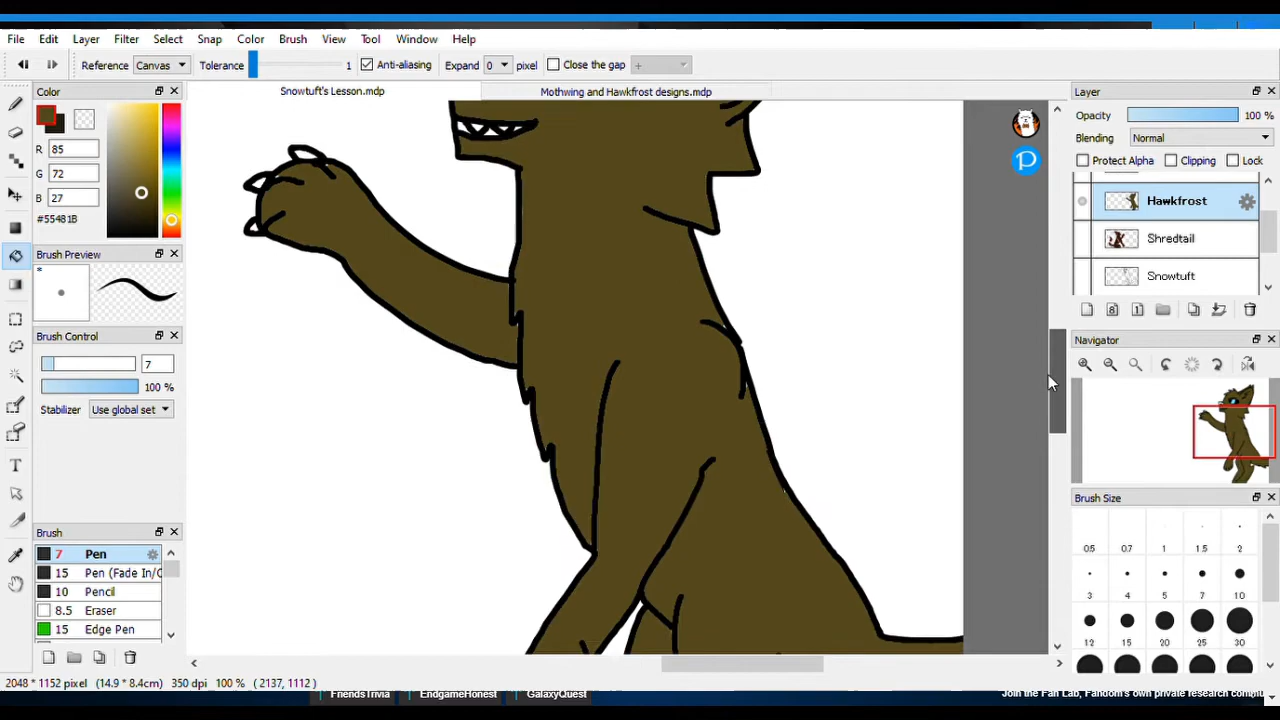 File Edit Layer Filter Select Snap Color Brush View Tool Window Help
Reference Canvas Tolerance 1 Anti-aliasing Expand 0 pixel Close the gap +
Color
R 85
G 72
B 27
#55481B
Brush Preview
*
Brush Control
7
100 %
Stabilizer Use global set
Brush
7 Pen
15 Pen (Fade In/O
10 Pencil
8.5 Eraser
15 Edge Pen
Snowtuft's Lesson.mdp Mothwing and Hawkfrost designs.mdp
Layer
Opacity 100 %
Blending Normal
Protect Alpha Clipping Lock
Hawkfrost
Shredtail
Snowtuft
8 1
Navigator
Brush Size
0.5 0.7 1 1.5 2
3 4 5 7 10
12 15 20 25 30
2048 * 1152 pixel (14.9 * 8.4cm) 350 dpi 100 % ( 2137, 1112 )
FriendsTrivia EndgameHonest GalaxyQuest Join the Fan Lab, Fandom's own private research